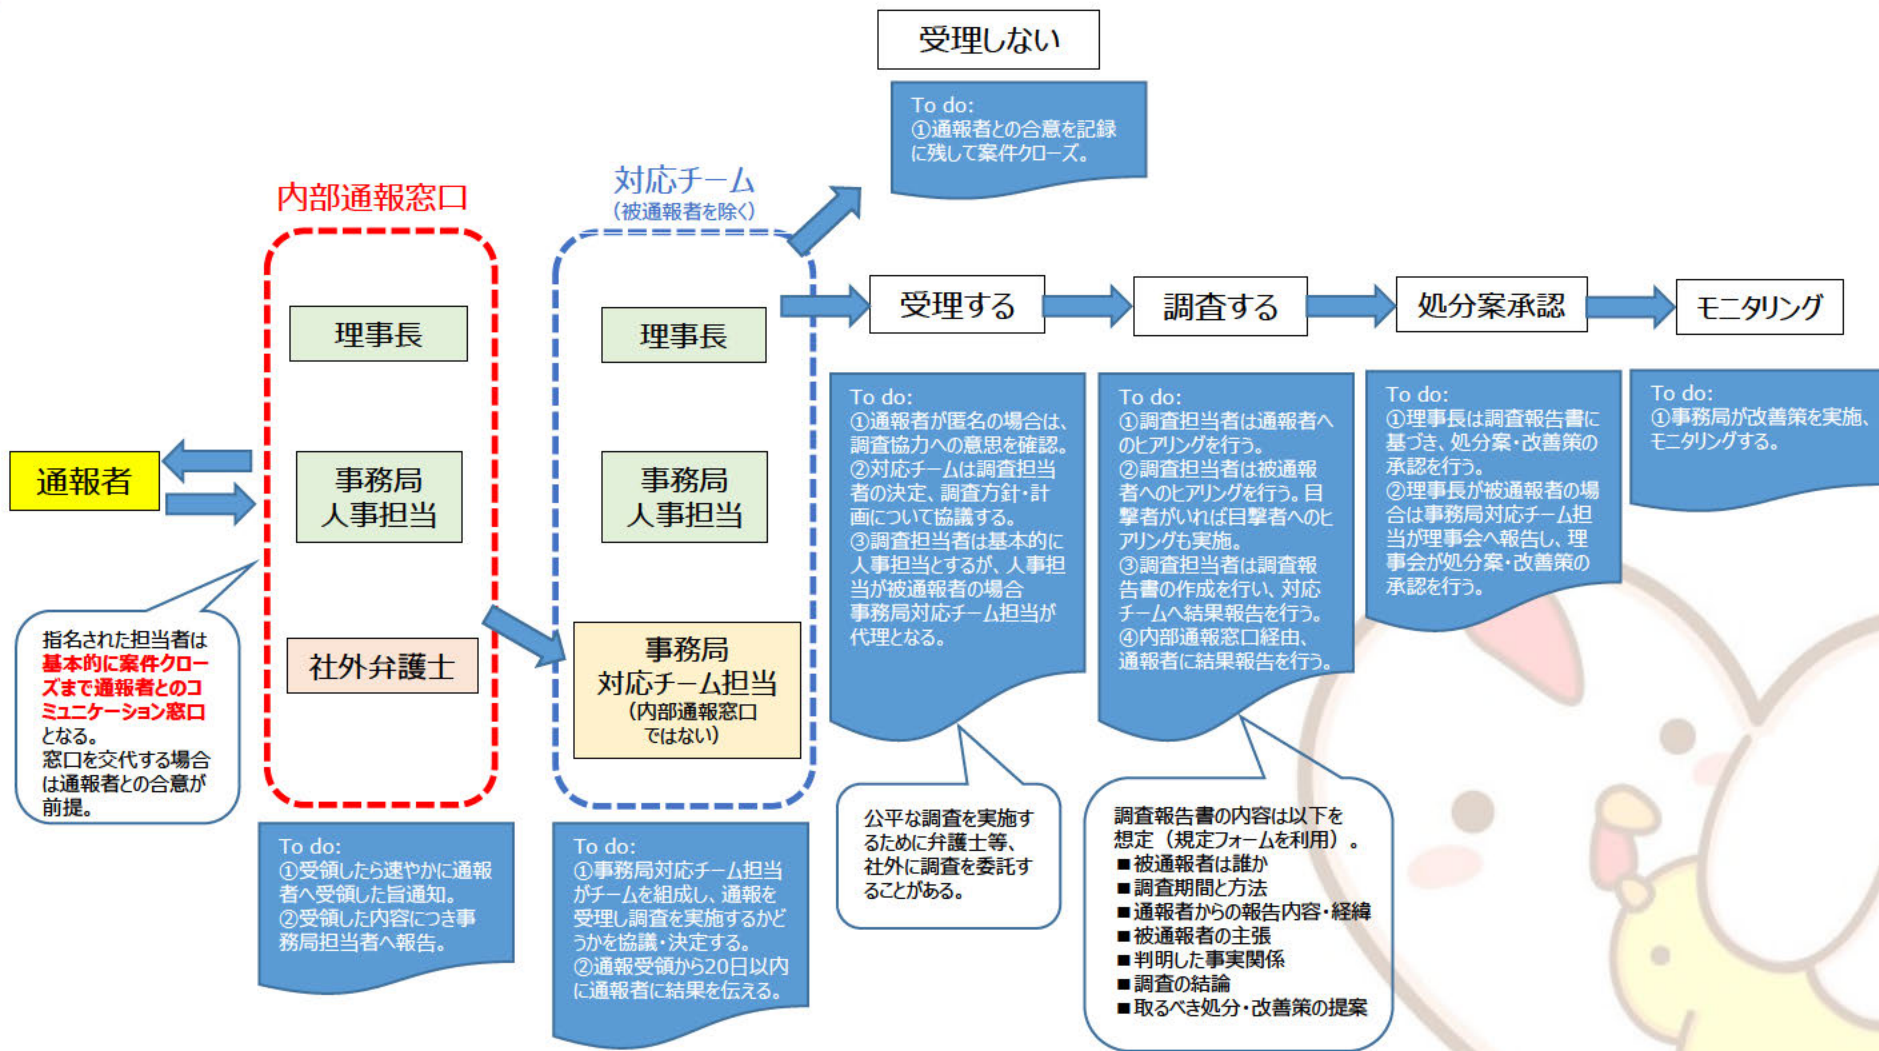 受理しない
To do:
①通報者との合意を記録
に残して案件クローズ。
内部通報窓口
対応チーム
（被通報者を除く）
通報者
理事長
事務局
人事担当
社外弁護士
理事長
事務局
人事担当
事務局
対応チーム担当
（内部通報窓口
ではない）
受理する
調査する
処分案承認
モニタリング
指名された担当者は
基本的に案件クロー
ズまで通報者とのコ
ミュニケーション窓口
となる。
窓口を交代する場合
は通報者との合意が
前提。
To do:
①受領したら速やかに通報
者へ受領した旨通知。
②受領した内容につき事
務局担当者へ報告。
To do:
①事務局対応チーム担当
がチームを組成し、通報を
受理し調査を実施するかど
うかを協議・決定する。
②通報受領から20日以内
に通報者に結果を伝える。
To do:
①通報者が匿名の場合は、
調査協力への意思を確認。
②対応チームは調査担当
者の決定、調査方針・計
画について協議する。
③調査担当者は基本的に
人事担当とするが、人事担
当が被通報者の場合
事務局対応チーム担当が
代理となる。
To do:
①調査担当者は通報者へ
のヒアリングを行う。
②調査担当者は被通報
者へのヒアリングを行う。目
撃者がいれば目撃者へのヒ
アリングも実施。
③調査担当者は調査報
告書の作成を行い、対応
チームへ結果報告を行う。
④内部通報窓口経由、
通報者に結果報告を行う。
To do:
①理事長は調査報告書に
基づき、処分案・改善策の
承認を行う。
②理事長が被通報者の場
合は事務局対応チーム担
当が理事会へ報告し、理
事会が処分案・改善策の
承認を行う。
To do:
①事務局が改善策を実施、
モニタリングする。
公平な調査を実施す
るために弁護士等、
社外に調査を委託す
ることがある。
調査報告書の内容は以下を
想定（規定フォームを利用）。
■被通報者は誰か
■調査期間と方法
■通報者からの報告内容・経緯
■被通報者の主張
■判明した事実関係
■調査の結論
■取るべき処分・改善策の提案